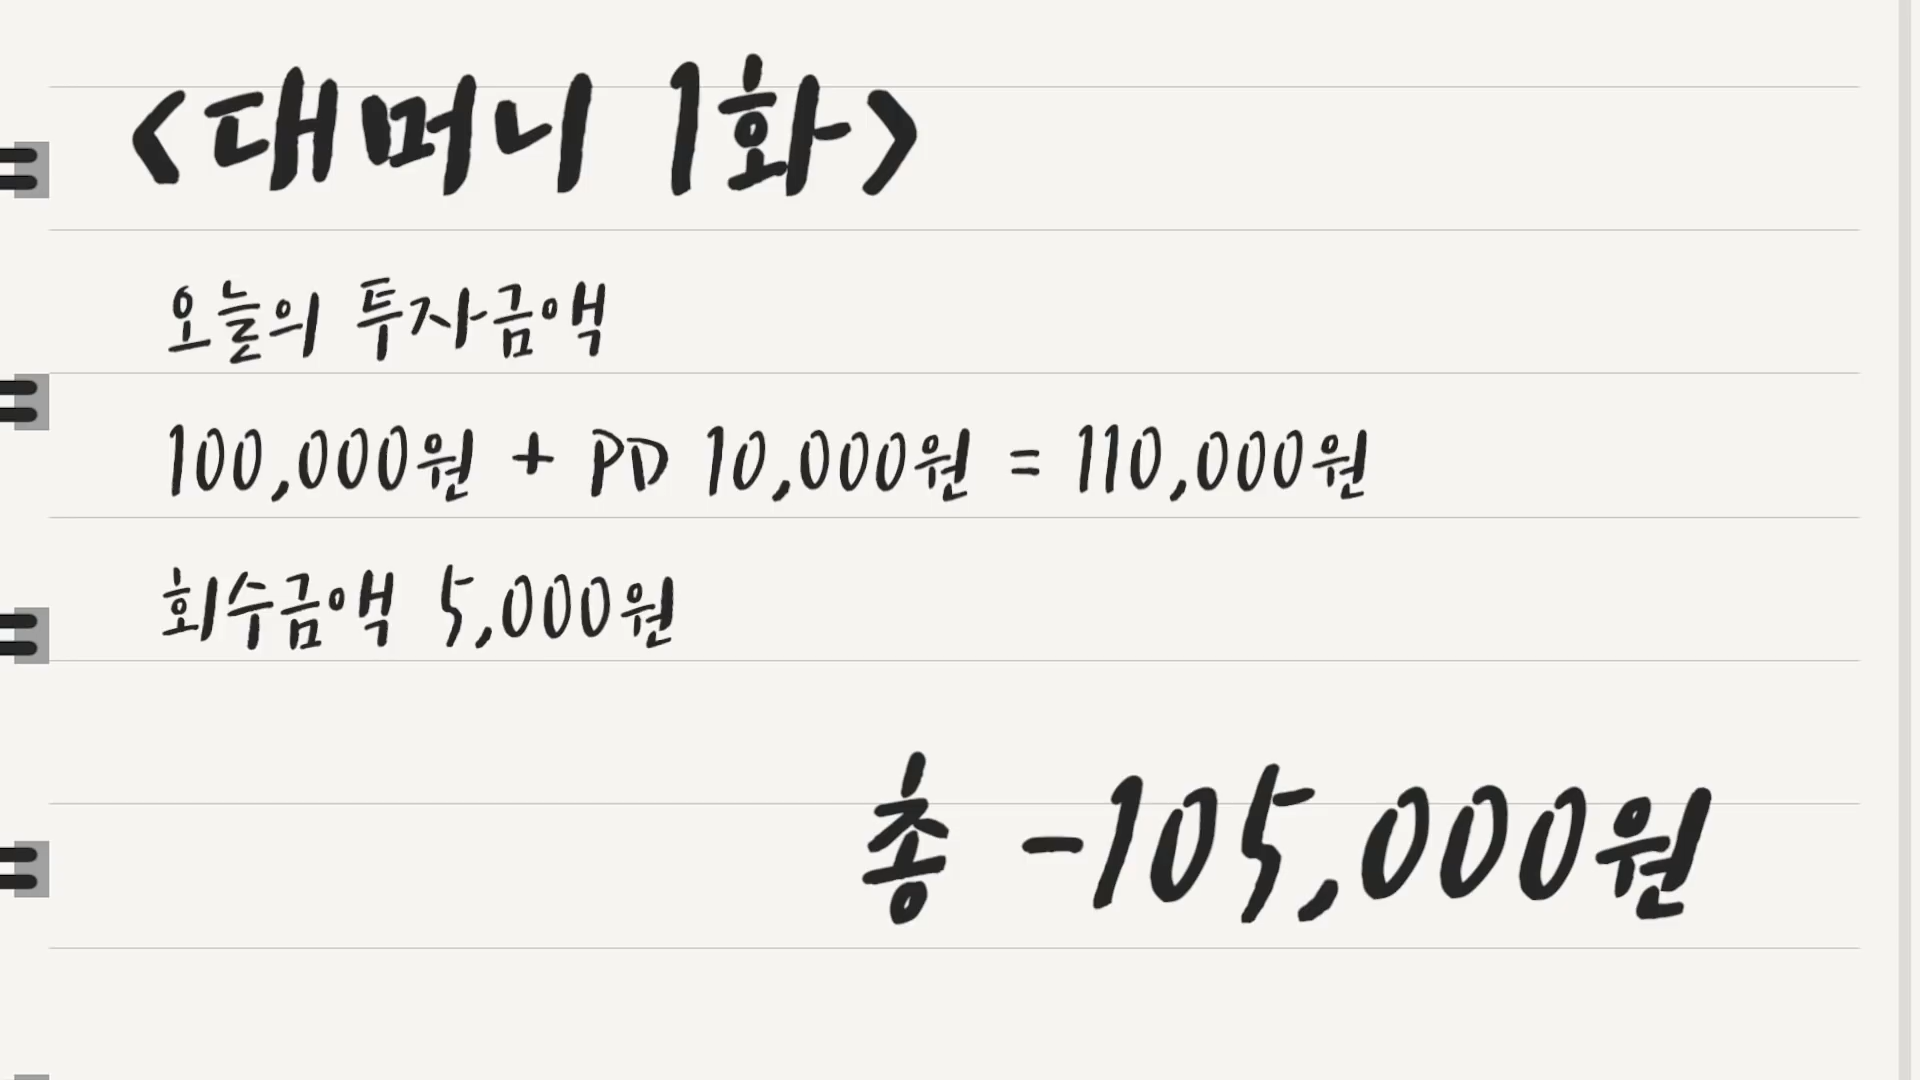 <대머니 1화>
오늘의 투자금액
100,000원 + PD 10,000원 = 110,000원
회수금액 5,000원
총 -105,000원